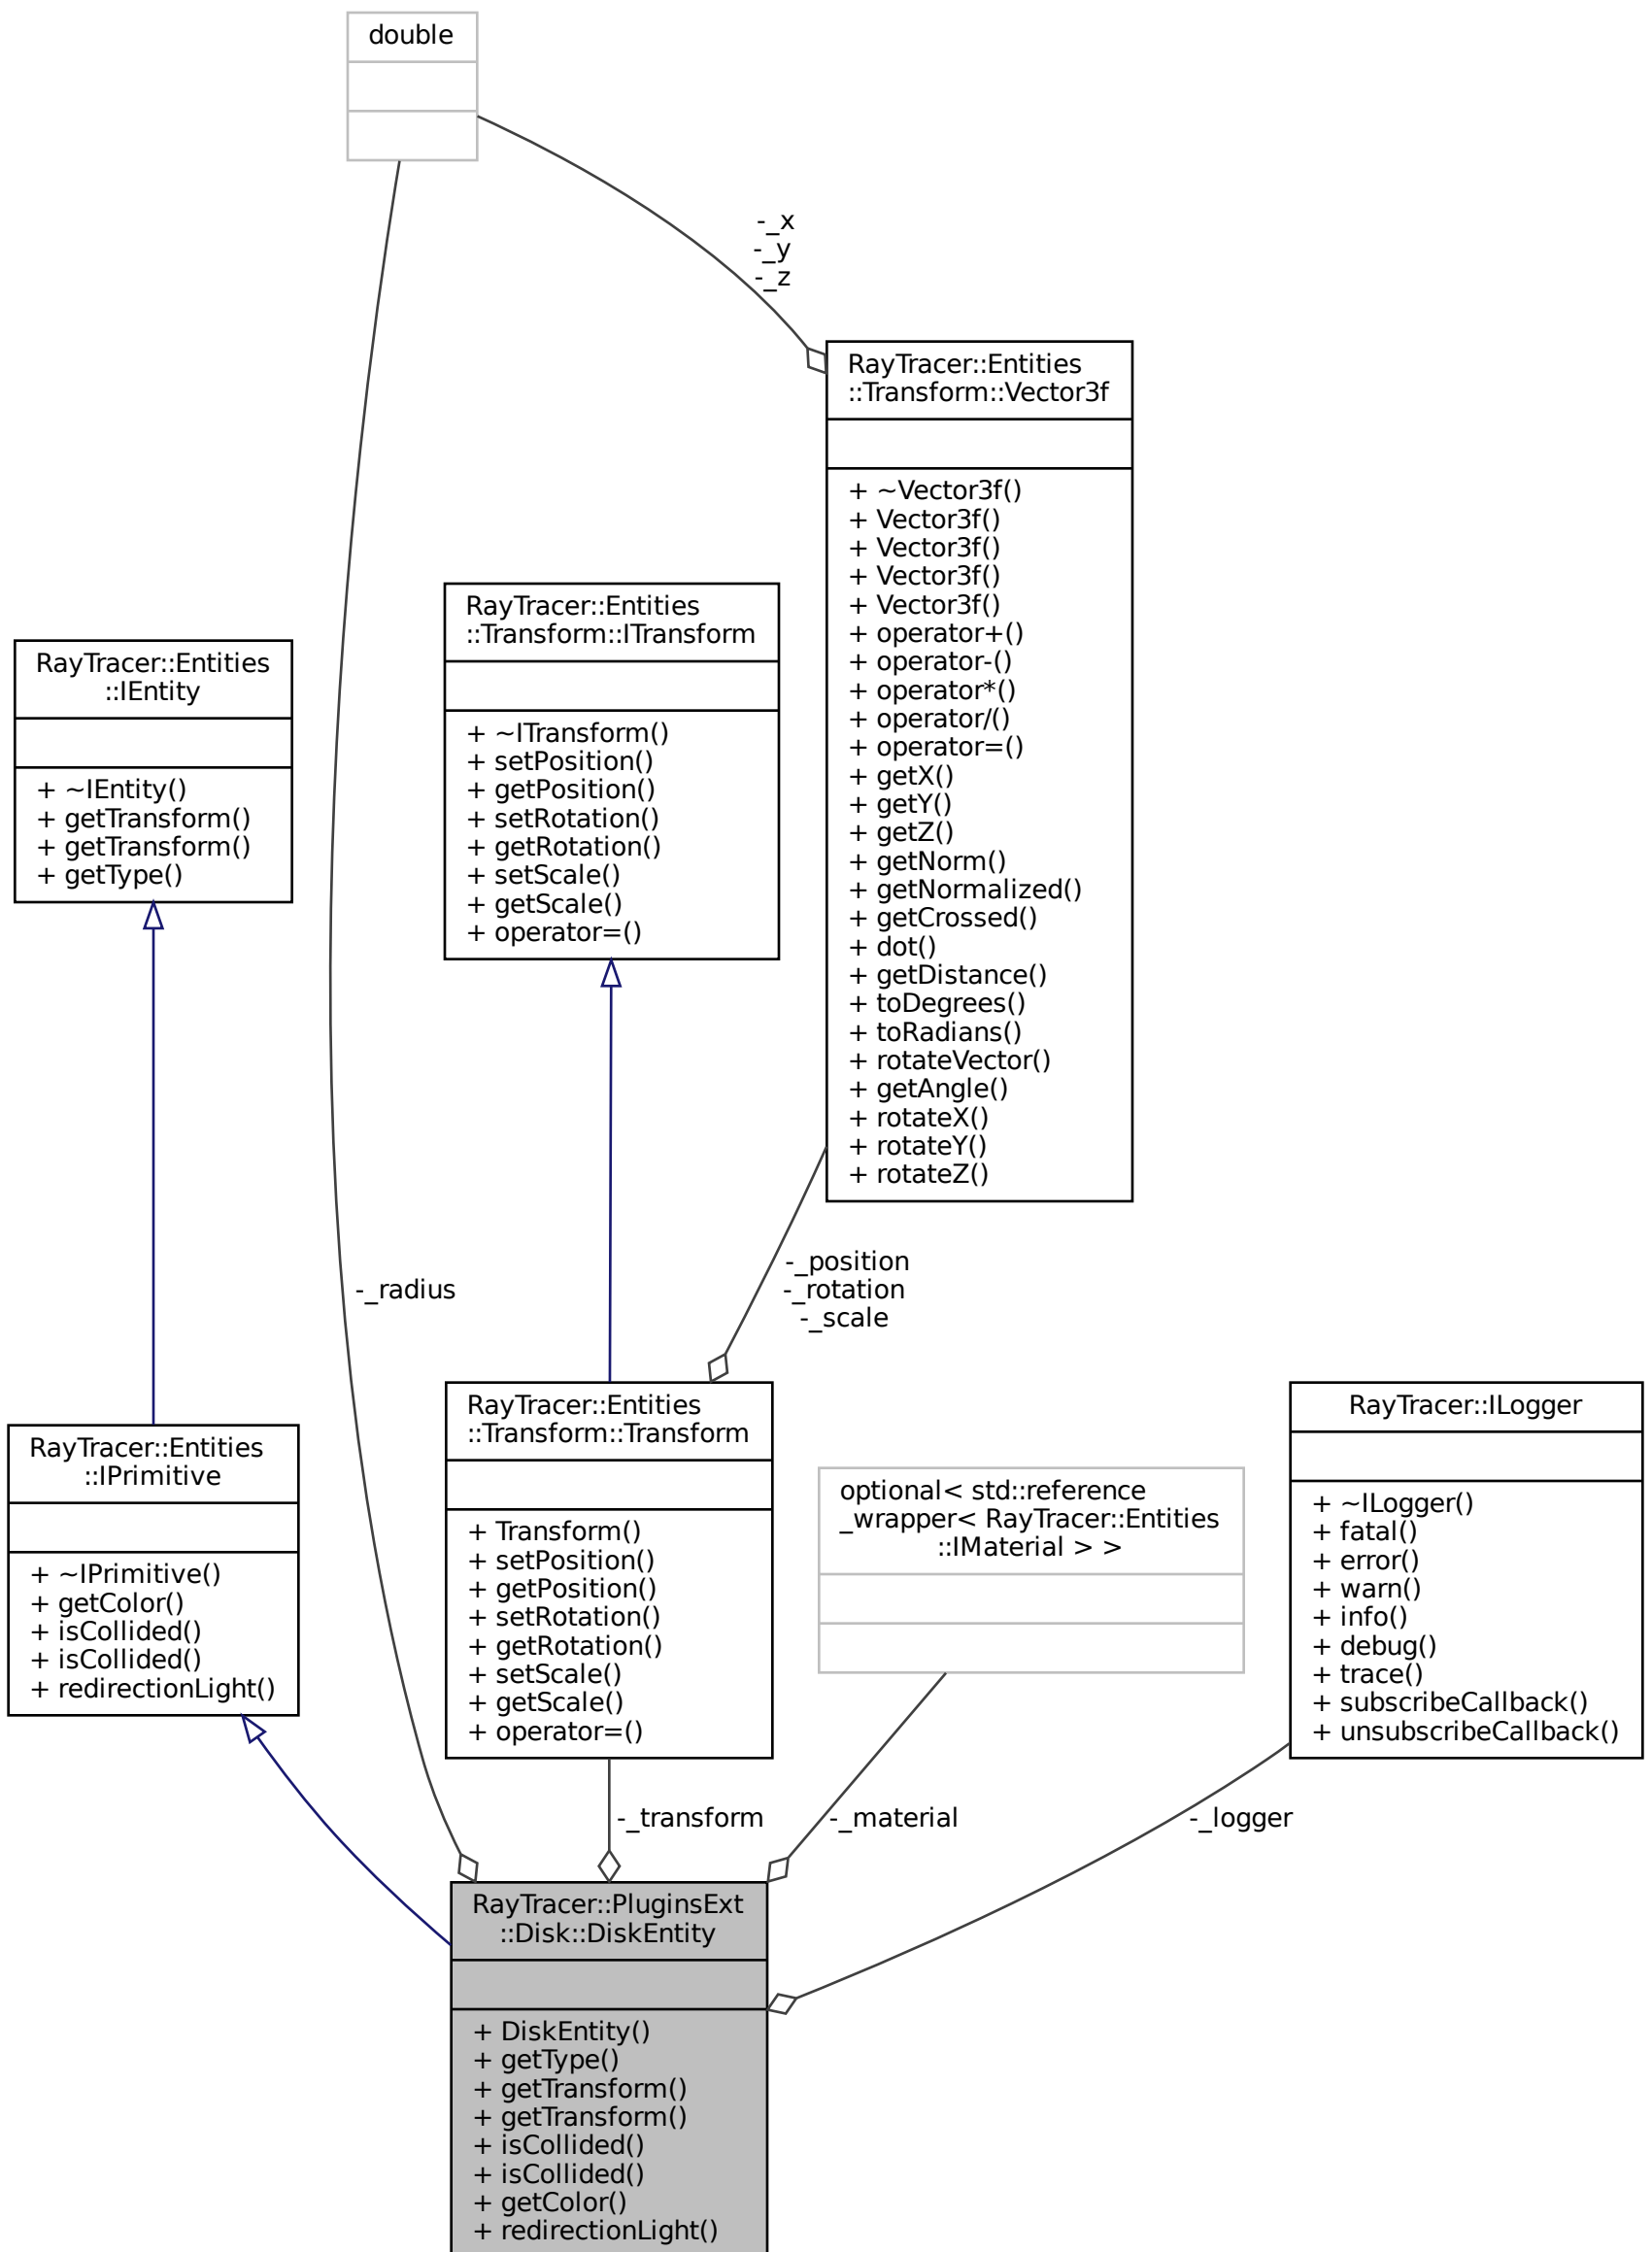 double
-_x
-_y
-_z
RayTracer::Entities
::Transform::Vector3f
+ ~Vector3f()
+ Vector3f()
+ Vector3f()
+ Vector3f()
+ Vector3f()
+ operator+()
+ operator-()
+ operator*()
+ operator/()
+ operator=()
+ getX()
+ getY()
+ getZ()
+ getNorm()
+ getNormalized()
+ getCrossed()
+ dot()
+ getDistance()
+ toDegrees()
+ toRadians()
+ rotateVector()
+ getAngle()
+ rotateX()
+ rotateY()
+ rotateZ()
RayTracer::Entities
::Transform::ITransform
+ ~ITransform()
+ setPosition()
+ getPosition()
+ setRotation()
+ getRotation()
+ setScale()
+ getScale()
+ operator=()
RayTracer::Entities
::IEntity
+ ~IEntity()
+ getTransform()
+ getTransform()
+ getType()
-_radius
-_position
-_rotation
-_scale
RayTracer::Entities
::IPrimitive
+ ~IPrimitive()
+ getColor()
+ isCollided()
+ isCollided()
+ redirectionLight()
RayTracer::Entities
::Transform::Transform
+ Transform()
+ setPosition()
+ getPosition()
+ setRotation()
+ getRotation()
+ setScale()
+ getScale()
+ operator=()
optional< std::reference
_wrapper< RayTracer::Entities
::IMaterial > >
RayTracer::ILogger
+ ~ILogger()
+ fatal()
+ error()
+ warn()
+ info()
+ debug()
+ trace()
+ subscribeCallback()
+ unsubscribeCallback()
-_transform
-_material
-_logger
RayTracer::PluginsExt
::Disk::DiskEntity
+ DiskEntity()
+ getType()
+ getTransform()
+ getTransform()
+ isCollided()
+ isCollided()
+ getColor()
+ redirectionLight()